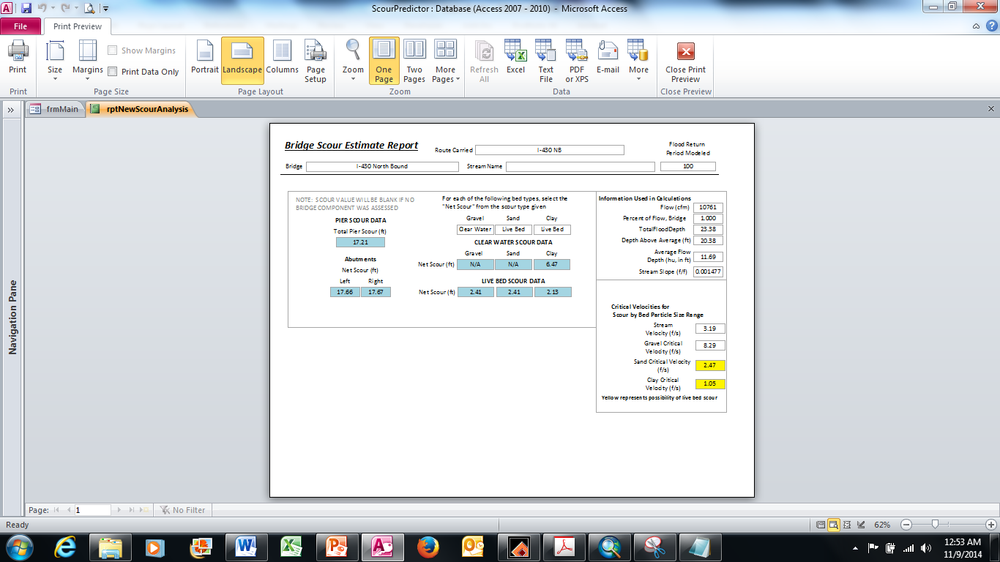 ScourPredictor : Database (Access 2007 - 2010) - Microsoft Access
File
Print Preview
Print
Size
Margins
Show Margins
Print Data Only
Portrait
Landscape
Columns
Page Setup
Zoom
One Page
Two Pages
More Pages
Refresh All
Excel
Text File
PDF or XPS
E-mail
More
Close Print Preview
Print
Page Size
Page Layout
Zoom
Data
Close Preview
frmMain
rptNewScourAnalysis
Navigation Pane
Bridge Scour Estimate Report
Route Carried I-430 NB
Flood Return
Period Modeled
Bridge I-430 North Bound
Stream Name
100
NOTE: SCOUR VALUE WILL BE BLANK IF NO
BRIDGE COMPONENT WAS ASSESSED
PIER SCOUR DATA
Total Pier Scour (ft)
17.21
Abutments
Net Scour (ft)
Left Right
17.66 17.67
For each of the following bed types, select the
"Net Scour" from the scour type given
Gravel Sand Clay
Clear Water Live Bed Live Bed
CLEAR WATER SCOUR DATA
Gravel Sand Clay
Net Scour (ft) N/A N/A 6.47
LIVE BED SCOUR DATA
Net Scour (ft) 2.41 2.41 2.13
Information Used in Calculations
Flow (cfm) 10761
Percent of Flow, Bridge 1.000
TotalFloodDepth 23.38
Depth Above Average (ft) 20.38
Average Flow
Depth (hu, in ft) 11.69
Stream Slope (f/f) 0.001477
Critical Velocities for
Scour by Bed Particle Size Range
Stream
Velocity (f/s) 3.19
Gravel Critical
Velocity (f/s) 8.29
Sand Critical Velocity
(f/s) 2.47
Clay Critical
Velocity (f/s) 1.05
Yellow represents possibility of live bed scour
Page: 1
No Filter
Ready
62%
12:53 AM
11/9/2014